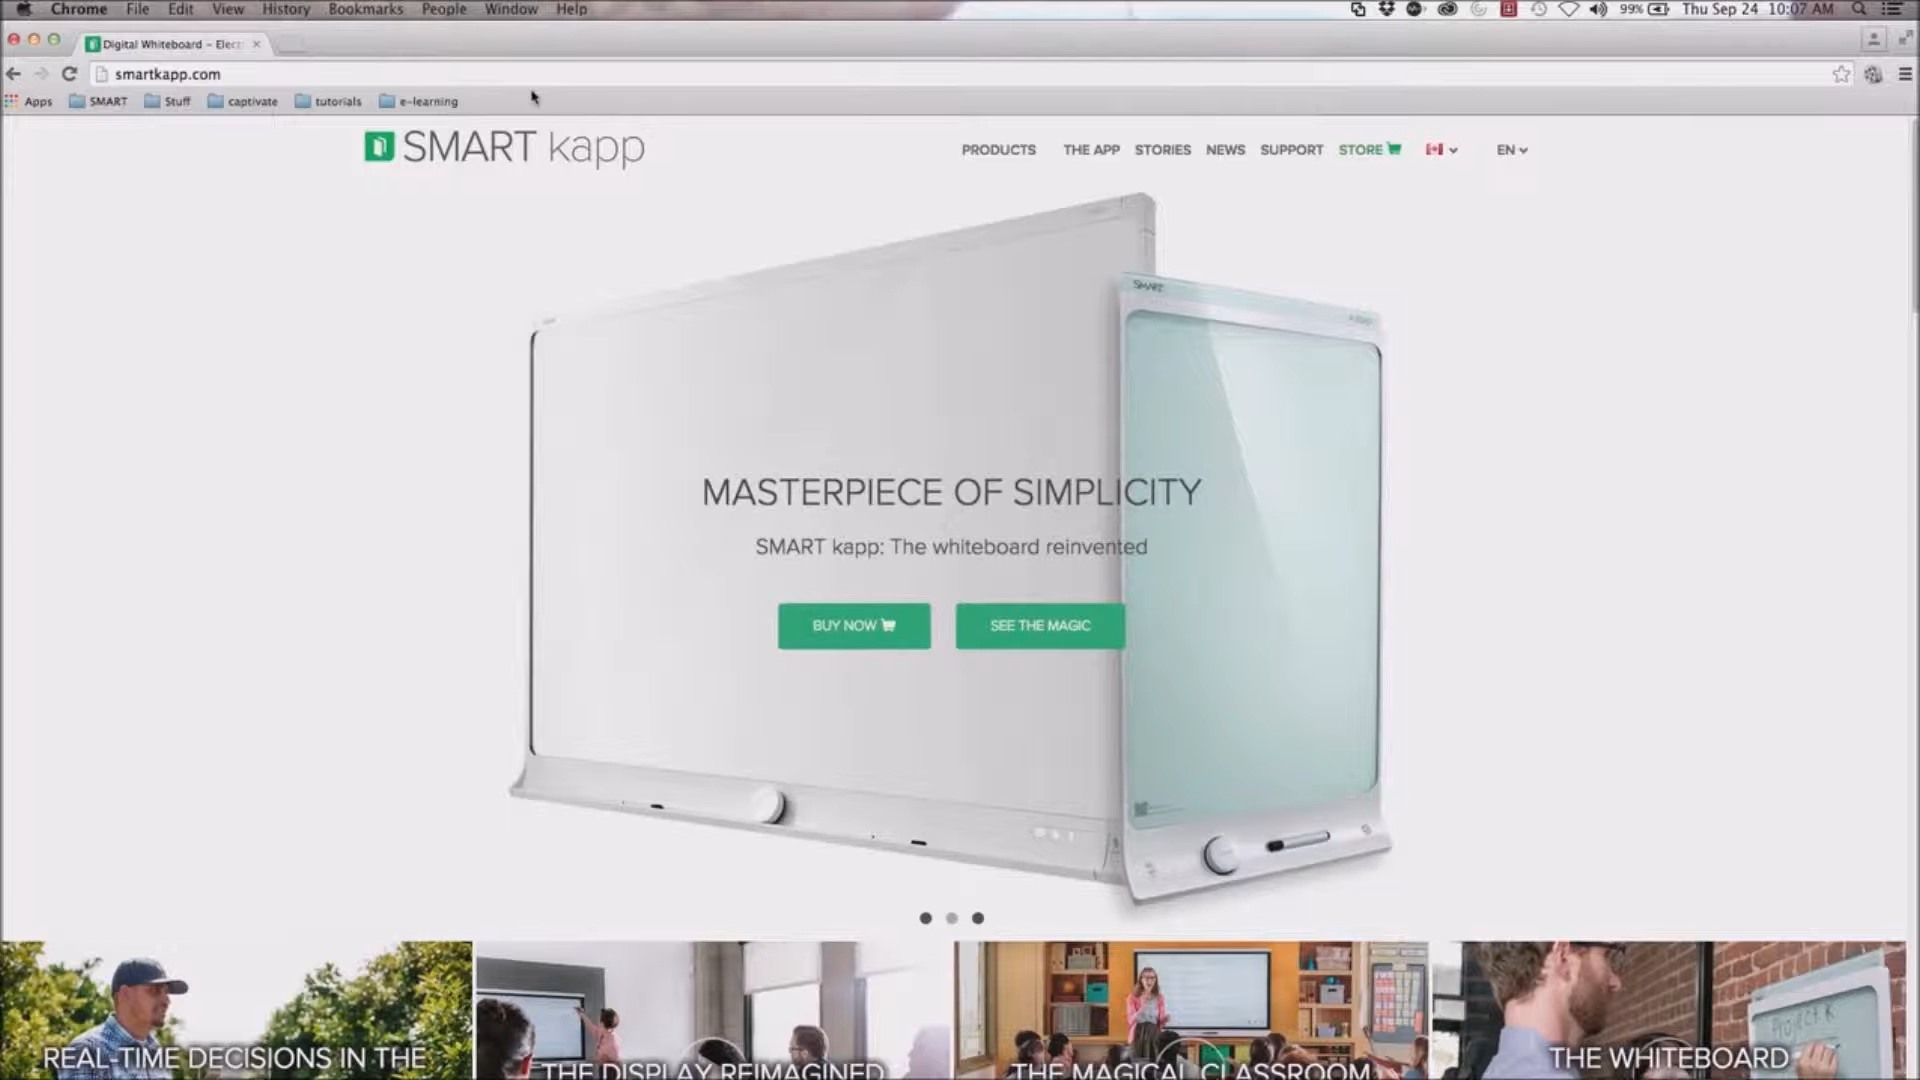 Chrome File Edit View History Bookmarks People Window Help 99% Thu Sep 24 10:07 AM
Digital Whiteboard – Elect
smartkapp.com
Apps SMART Stuff captivate tutorials e-learning
SMART kapp
PRODUCTS THE APP STORIES NEWS SUPPORT STORE EN
SMART
MASTERPIECE OF SIMPLICITY
SMART kapp: The whiteboard reinvented
BUY NOW SEE THE MAGIC
REAL-TIME DECISIONS IN THE
THE DISPLAY REIMAGINED
THE MAGICAL CLASSROOM
THE WHITEBOARD
PROJECT K